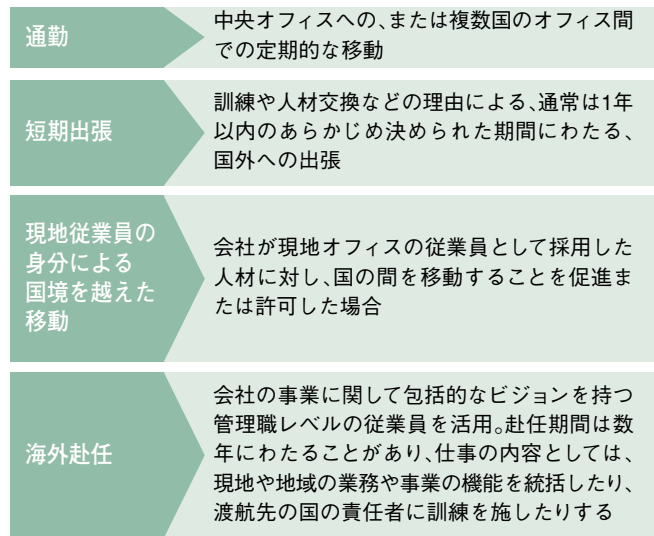 通勤
中央オフィスへの、または複数国のオフィス間
での定期的な移動
短期出張
訓練や人材交換などの理由による、通常は1年
以内のあらかじめ決められた期間にわたる、
国外への出張
現地従業員の
身分による
国境を越えた
移動
会社が現地オフィスの従業員として採用した
人材に対し、国の間を移動することを促進ま
たは許可した場合
海外赴任
会社の事業に関して包括的なビジョンを持つ
管理職レベルの従業員を活用。赴任期間は数
年にわたることがあり、仕事の内容としては、
現地や地域の業務や事業の機能を統括したり、
渡航先の国の責任者に訓練を施したりする